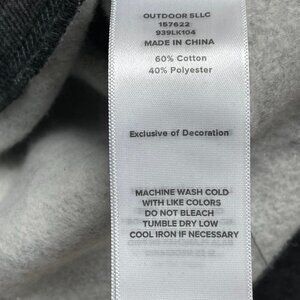 OUTDOOR 5LLC
157622
939LK104
MADE IN CHINA
60% Cotton
40% Polyester
Exclusive of Decoration
MACHINE WASH COLD
WITH LIKE COLORS
DO NOT BLEACH
TUMBLE DRY LOW
COOL IRON IF NECESSARY